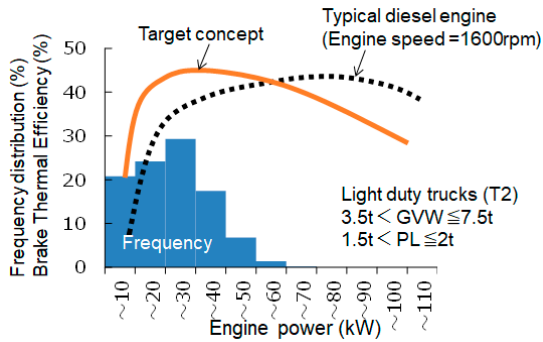 Typical diesel engine
(Engine speed =1600rpm)
Target concept
Frequency distribution (%)
Brake Thermal Efficiency (%)
50
40
30
20
10
0
Frequency
Light duty trucks (T2)
3.5t < GVW ≦7.5t
1.5t < PL ≦2t
~10
~20
~30
~40
~50
~60
~70
~80
~90
~100
~110
Engine power (kW)